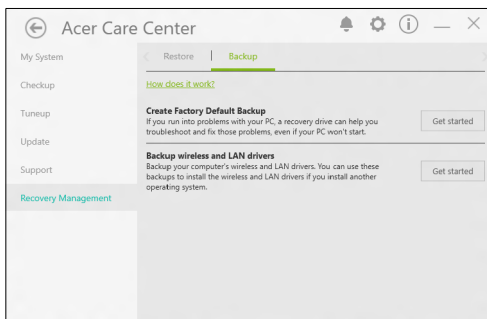 Acer Care Center
My System
Checkup
Tuneup
Update
Support
Recovery Management
Restore
Backup
How does it work?
Create Factory Default Backup
If you run into problems with your PC, a recovery drive can help you
troubleshoot and fix those problems, even if your PC won't start.
Get started
Backup wireless and LAN drivers
Backup your computer's wireless and LAN drivers. You can use these
backups to install the wireless and LAN drivers if you install another
operating system.
Get started